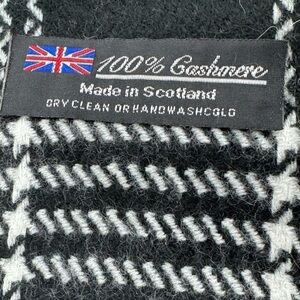 100% Cashmere
Made in Scotland
DRY CLEAN OR HANDWASHCOLD